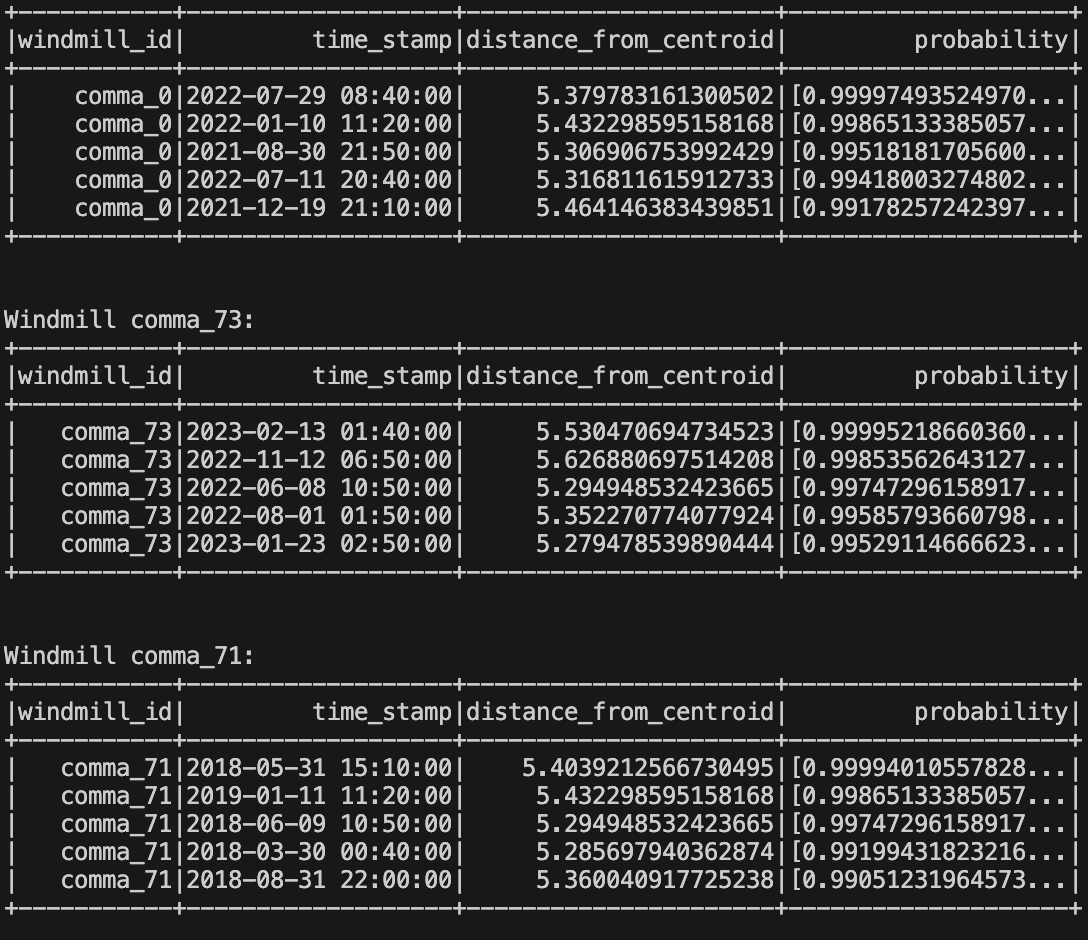 +-----------+-------------------+----------------------+--------------------+
|windmill_id|         time_stamp|distance_from_centroid|         probability|
+-----------+-------------------+----------------------+--------------------+
|    comma_0|2022-07-29 08:40:00|     5.379783161300502|[0.99997493524970...|
|    comma_0|2022-01-10 11:20:00|     5.432298595158168|[0.99865133385057...|
|    comma_0|2021-08-30 21:50:00|     5.306906753992429|[0.99518181705600...|
|    comma_0|2022-07-11 20:40:00|     5.316811615912733|[0.99418003274802...|
|    comma_0|2021-12-19 21:10:00|     5.464146383439851|[0.99178257242397...|
+-----------+-------------------+----------------------+--------------------+
Windmill comma_73:
+-----------+-------------------+----------------------+--------------------+
|windmill_id|         time_stamp|distance_from_centroid|         probability|
+-----------+-------------------+----------------------+--------------------+
|   comma_73|2023-02-13 01:40:00|     5.530470694734523|[0.99995218660360...|
|   comma_73|2022-11-12 06:50:00|     5.626880697514208|[0.99853562643127...|
|   comma_73|2022-06-08 10:50:00|     5.294948532423665|[0.99747296158917...|
|   comma_73|2022-08-01 01:50:00|     5.352270774077924|[0.99585793660798...|
|   comma_73|2023-01-23 02:50:00|     5.279478539890444|[0.99529114666623...|
+-----------+-------------------+----------------------+--------------------+
Windmill comma_71:
+-----------+-------------------+----------------------+--------------------+
|windmill_id|         time_stamp|distance_from_centroid|         probability|
+-----------+-------------------+----------------------+--------------------+
|   comma_71|2018-05-31 15:10:00|    5.4039212566730495|[0.99994010557828...|
|   comma_71|2019-01-11 11:20:00|     5.432298595158168|[0.99865133385057...|
|   comma_71|2018-06-09 10:50:00|     5.294948532423665|[0.99747296158917...|
|   comma_71|2018-03-30 00:40:00|     5.285697940362874|[0.99199431823216...|
|   comma_71|2018-08-31 22:00:00|     5.360040917725238|[0.99051231964573...|
+-----------+-------------------+----------------------+--------------------+